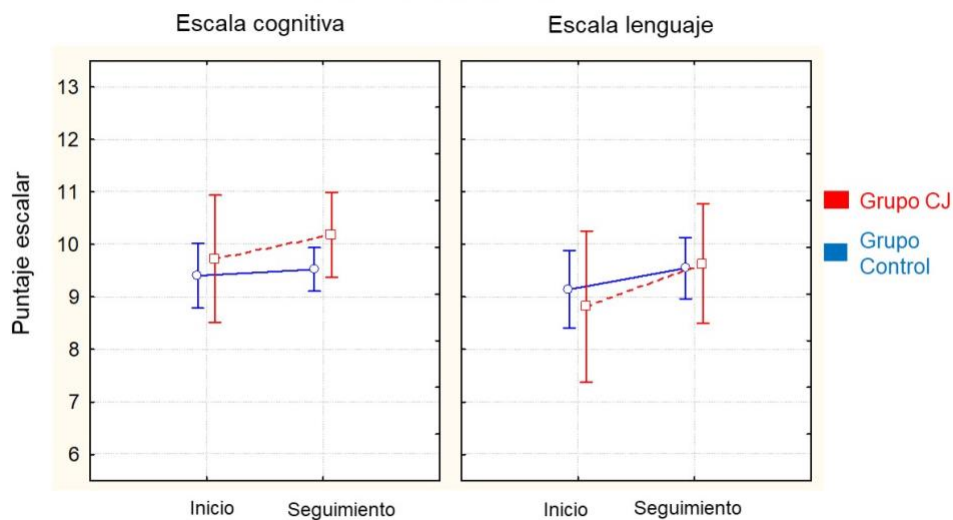 Escala cognitiva
Escala lenguaje
Puntaje escalar
13
12
11
10
9
8
7
6
Inicio
Seguimiento
Inicio
Seguimiento
Grupo CJ
Grupo
Control